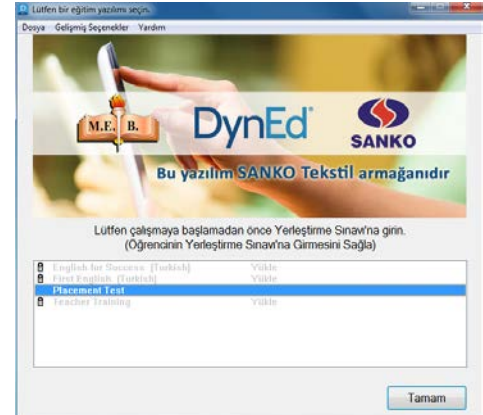 Lütfen bir eğitim yazılımı seçin.
Dosya Gelişmiş Seçenekler Yardım
M.E. B.
DynEd
SANKO
Bu yazılım SANKO Tekstil armağanıdır
Lütfen çalışmaya başlamadan önce Yerleştirme Sınavı'na girin.
(Öğrencinin Yerleştirme Sınavı'na Girmesini Sağla)
English for Success [Turkish] Yükle
First English [Turkish] Yükle
Placement Test
Teacher Training Yükle
Tamam